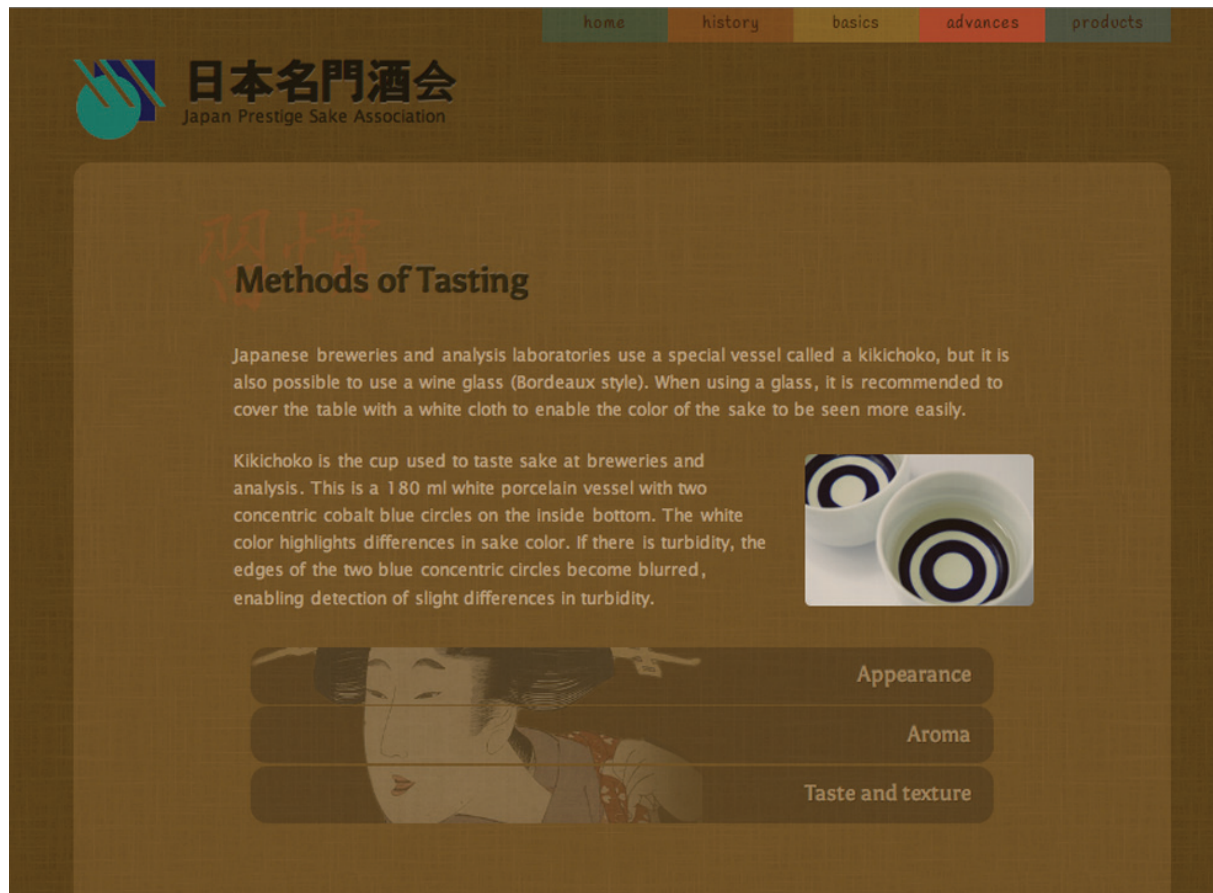 home history basics advances products
日本名門酒会
Japan Prestige Sake Association
習慣
Methods of Tasting
Japanese breweries and analysis laboratories use a special vessel called a kikichoko, but it is
also possible to use a wine glass (Bordeaux style). When using a glass, it is recommended to
cover the table with a white cloth to enable the color of the sake to be seen more easily.
Kikichoko is the cup used to taste sake at breweries and
analysis. This is a 180 ml white porcelain vessel with two
concentric cobalt blue circles on the inside bottom. The white
color highlights differences in sake color. If there is turbidity, the
edges of the two blue concentric circles become blurred,
enabling detection of slight differences in turbidity.
Appearance
Aroma
Taste and texture